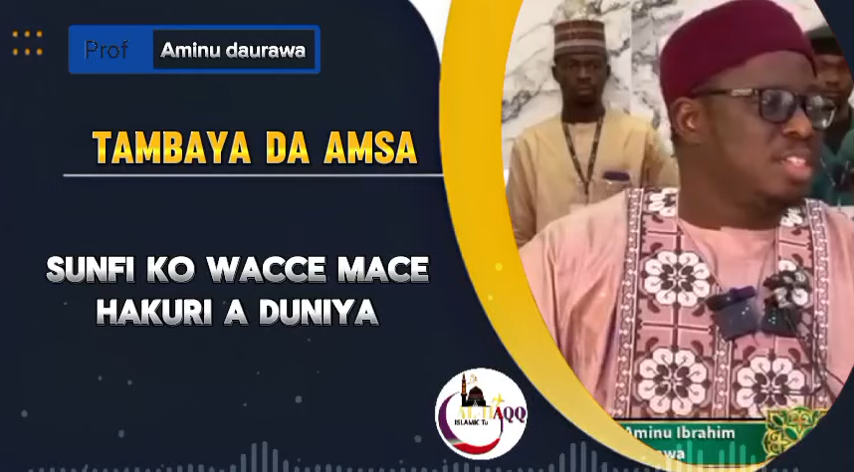 Prof Aminu daurawa
TAMBAYA DA AMSA
SUNFI KO WACCE MACE
HAKURI A DUNIYA
ISLAMIC Tv
Aminu Ibrahim